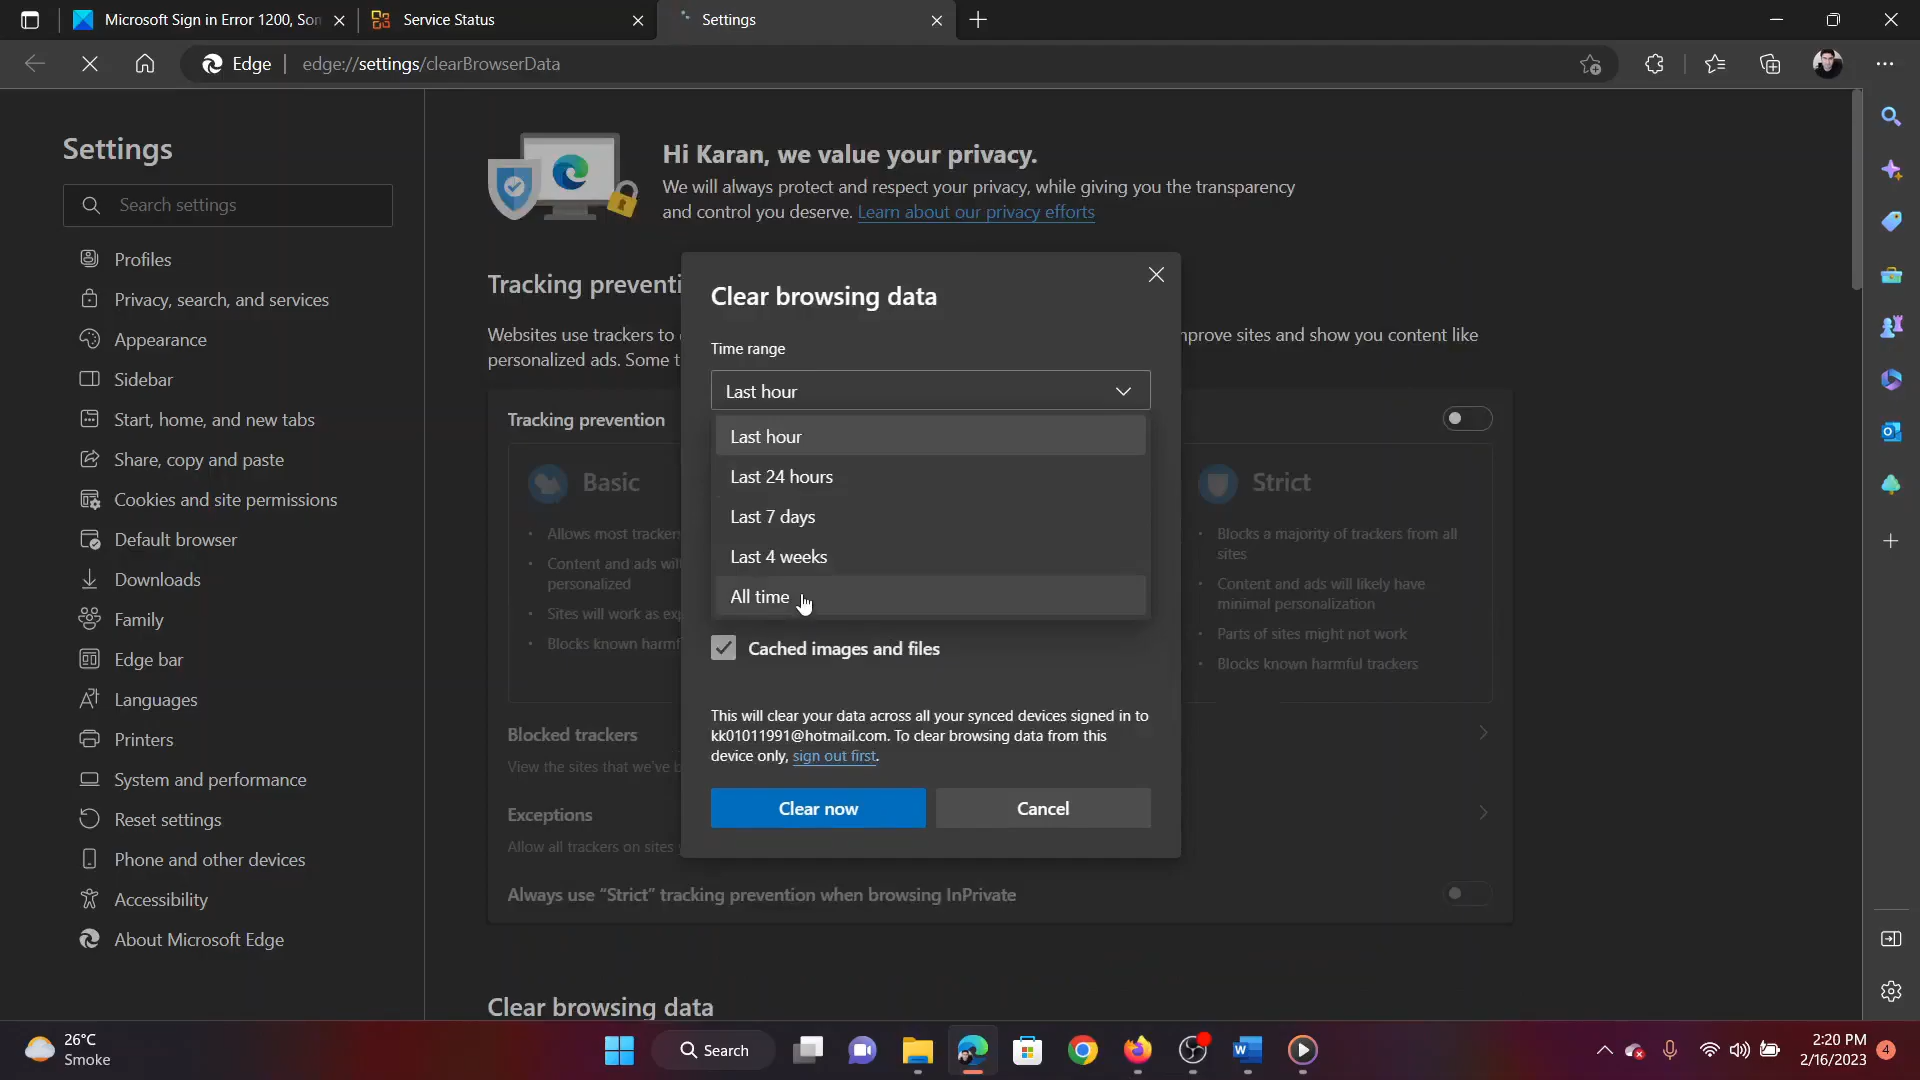 Microsoft Sign in Error 1200, Son
Service Status
Settings
Edge
edge://settings/clearBrowserData
Settings
Search settings
Profiles
Privacy, search, and services
Appearance
Sidebar
Start, home, and new tabs
Share, copy and paste
Cookies and site permissions
Default browser
Downloads
Family
Edge bar
Languages
Printers
System and performance
Reset settings
Phone and other devices
Accessibility
About Microsoft Edge
Hi Karan, we value your privacy.
We will always protect and respect your privacy, while giving you the transparency
and control you deserve. Learn about our privacy efforts
Tracking preventi
Websites use trackers to
nprove sites and show you content like
personalized ads. Some t
Tracking prevention
Basic
Allows most tracker
Content and ads wil
personalized
Sites will work as exp
Blocks known harmf
Strict
Blocks a majority of trackers from all
sites
Content and ads will likely have
minimal personalization
Parts of sites might not work
Blocks known harmful trackers
Blocked trackers
View the sites that we've b
Exceptions
Allow all trackers on sites
Always use "Strict" tracking prevention when browsing InPrivate
Clear browsing data
Clear browsing data
Time range
Last hour
Last hour
Last 24 hours
Last 7 days
Last 4 weeks
All time
Cached images and files
This will clear your data across all your synced devices signed in to
kk01011991@hotmail.com. To clear browsing data from this
device only, sign out first.
Clear now
Cancel
26°C
Smoke
Search
2:20 PM
2/16/2023
4